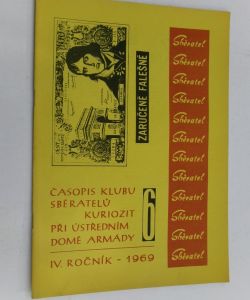 ZARUČENĚ FALEŠNÉ
6
ČASOPIS KLUBU
SBĚRATELŮ
KURIOZIT
PŘI ÚSTŘEDNÍM
DOMĚ ARMÁDY
IV. ROČNÍK - 1969
Sběratel
Sběratel
Sběratel
Sběratel
Sběratel
Sběratel
Sběratel
Sběratel
Sběratel
Sběratel
Sběratel
Sběratel